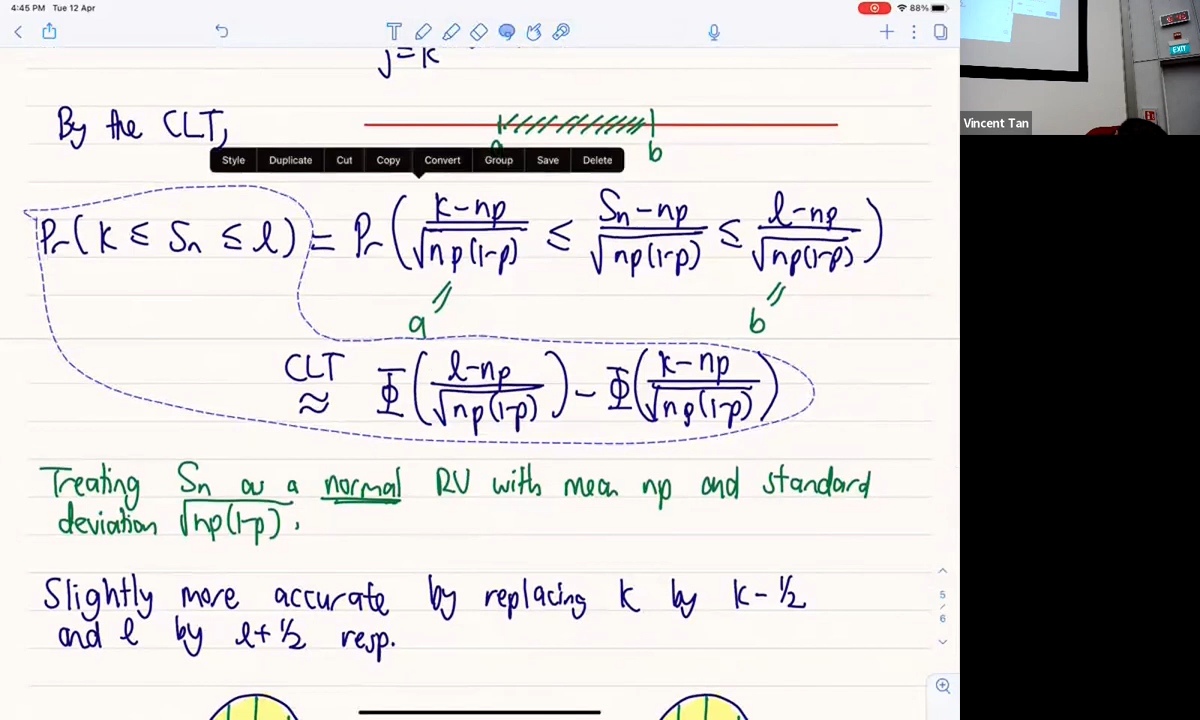 4:45 PM Tue 12 Apr 88%
j=k
By the CLT,
a b
Style Duplicate Cut Copy Convert Group Save Delete
Pr(k ≤ Sn ≤ l) = Pr( (k-np)/√np(1-p) ≤ (Sn-np)/√np(1-p) ≤ (l-np)/√np(1-p) )
a b
CLT ≈ Φ( (l-np)/√np(1-p) ) - Φ( (k-np)/√np(1-p) )
Treating Sn as a normal RV with mean np and standard
deviation √np(1-p).
Slightly more accurate by replacing k by k-1/2
and l by l+1/2 resp.
5
/
6
Vincent Tan
EXIT